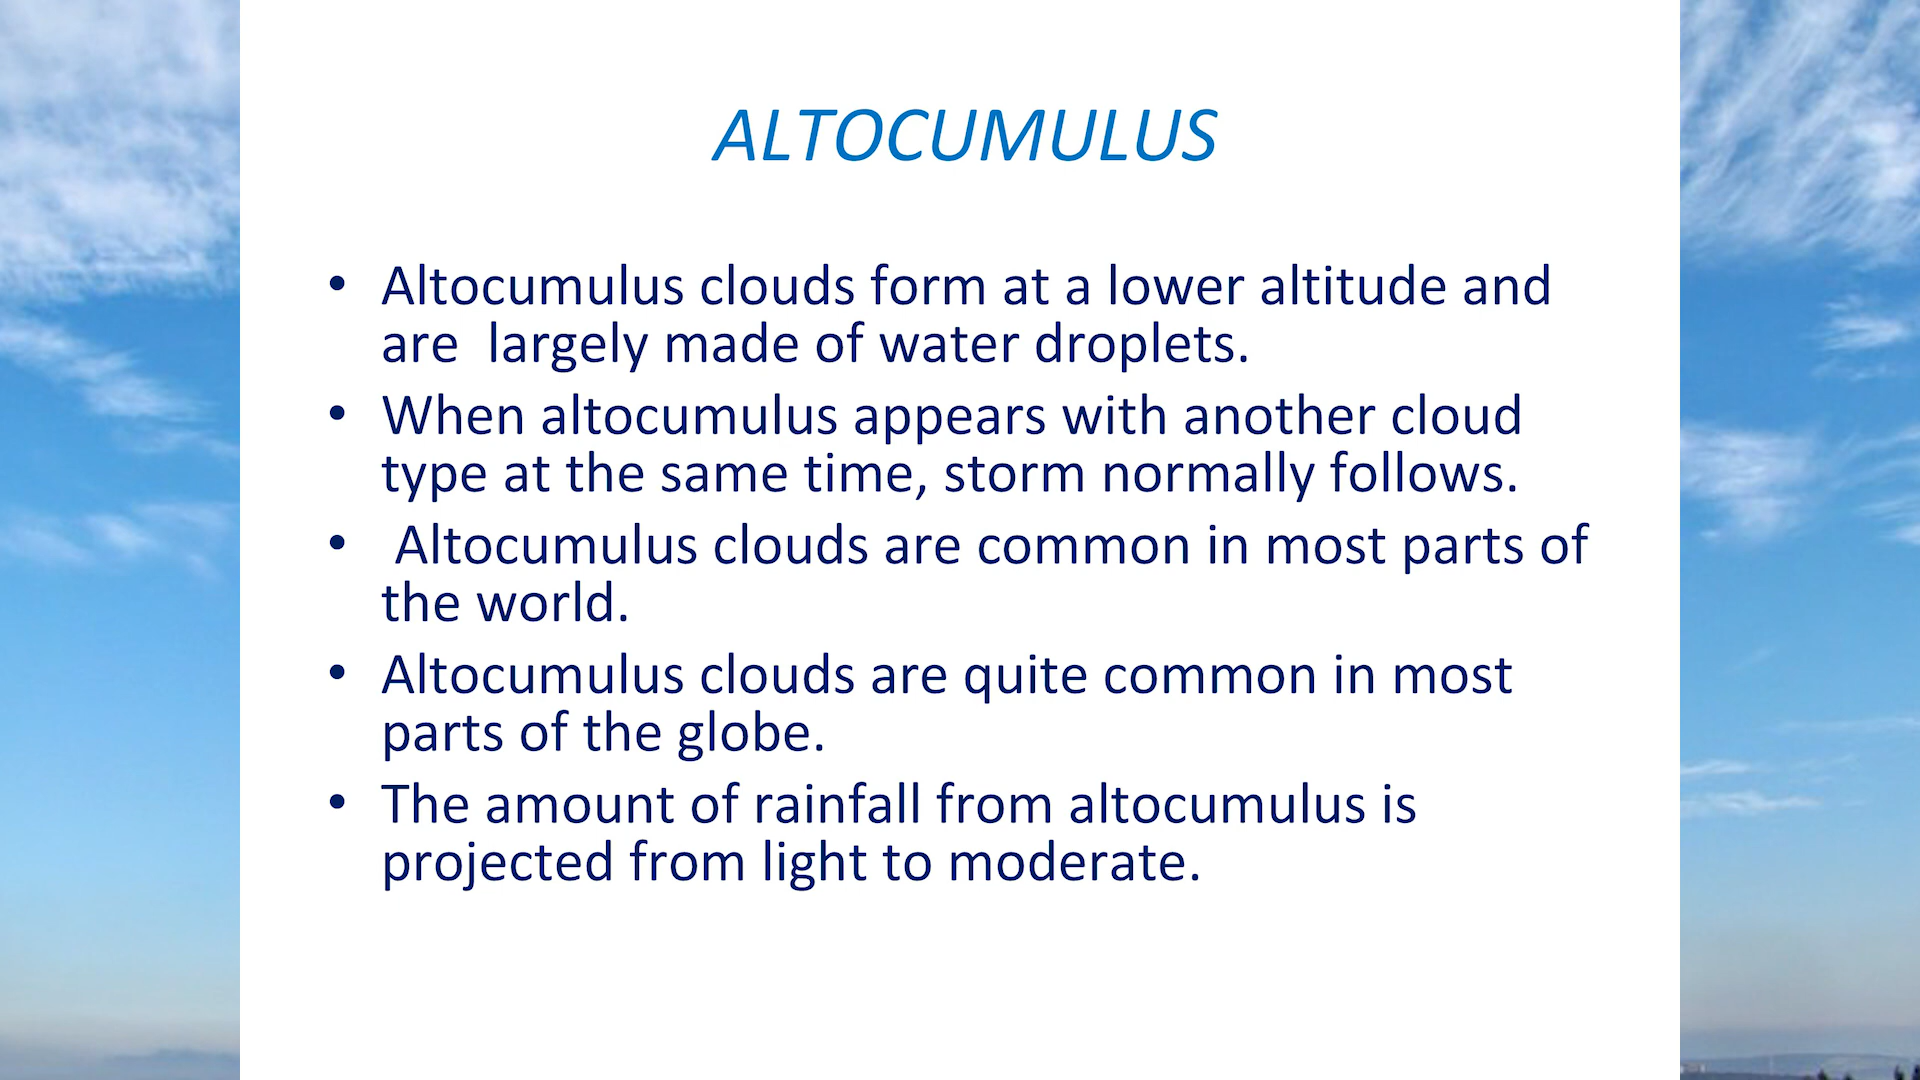 ALTOCUMULUS
• Altocumulus clouds form at a lower altitude and
are  largely made of water droplets.
• When altocumulus appears with another cloud
type at the same time, storm normally follows.
•  Altocumulus clouds are common in most parts of
the world.
• Altocumulus clouds are quite common in most
parts of the globe.
• The amount of rainfall from altocumulus is
projected from light to moderate.